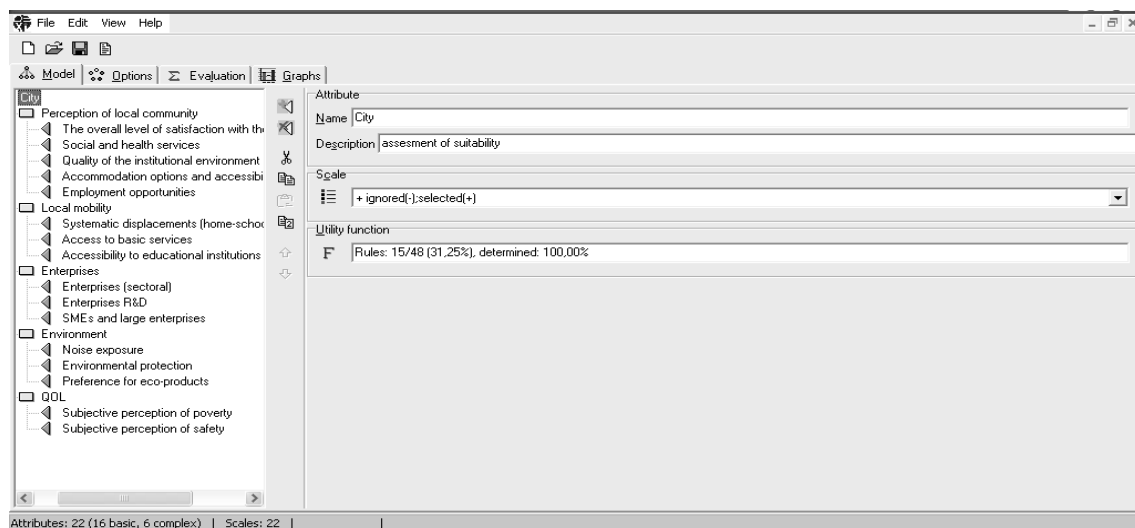 File Edit View Help
Model Options Evaluation Graphs
City
Perception of local community
The overall level of satisfaction with the
Social and health services
Quality of the institutional environment
Accommodation options and accessibi
Employment opportunities
Local mobility
Systematic displacements (home-schoo
Access to basic services
Accessibility to educational institutions
Enterprises
Enterprises (sectoral)
Enterprises R&D
SMEs and large enterprises
Environment
Noise exposure
Environmental protection
Preference for eco-products
QOL
Subjective perception of poverty
Subjective perception of safety
Attribute
Name City
Description assesment of suitability
Scale
+ ignored(-);selected(+)
Utility function
F Rules: 15/48 (31,25%), determined: 100,00%
Attributes: 22 (16 basic, 6 complex) | Scales: 22 |